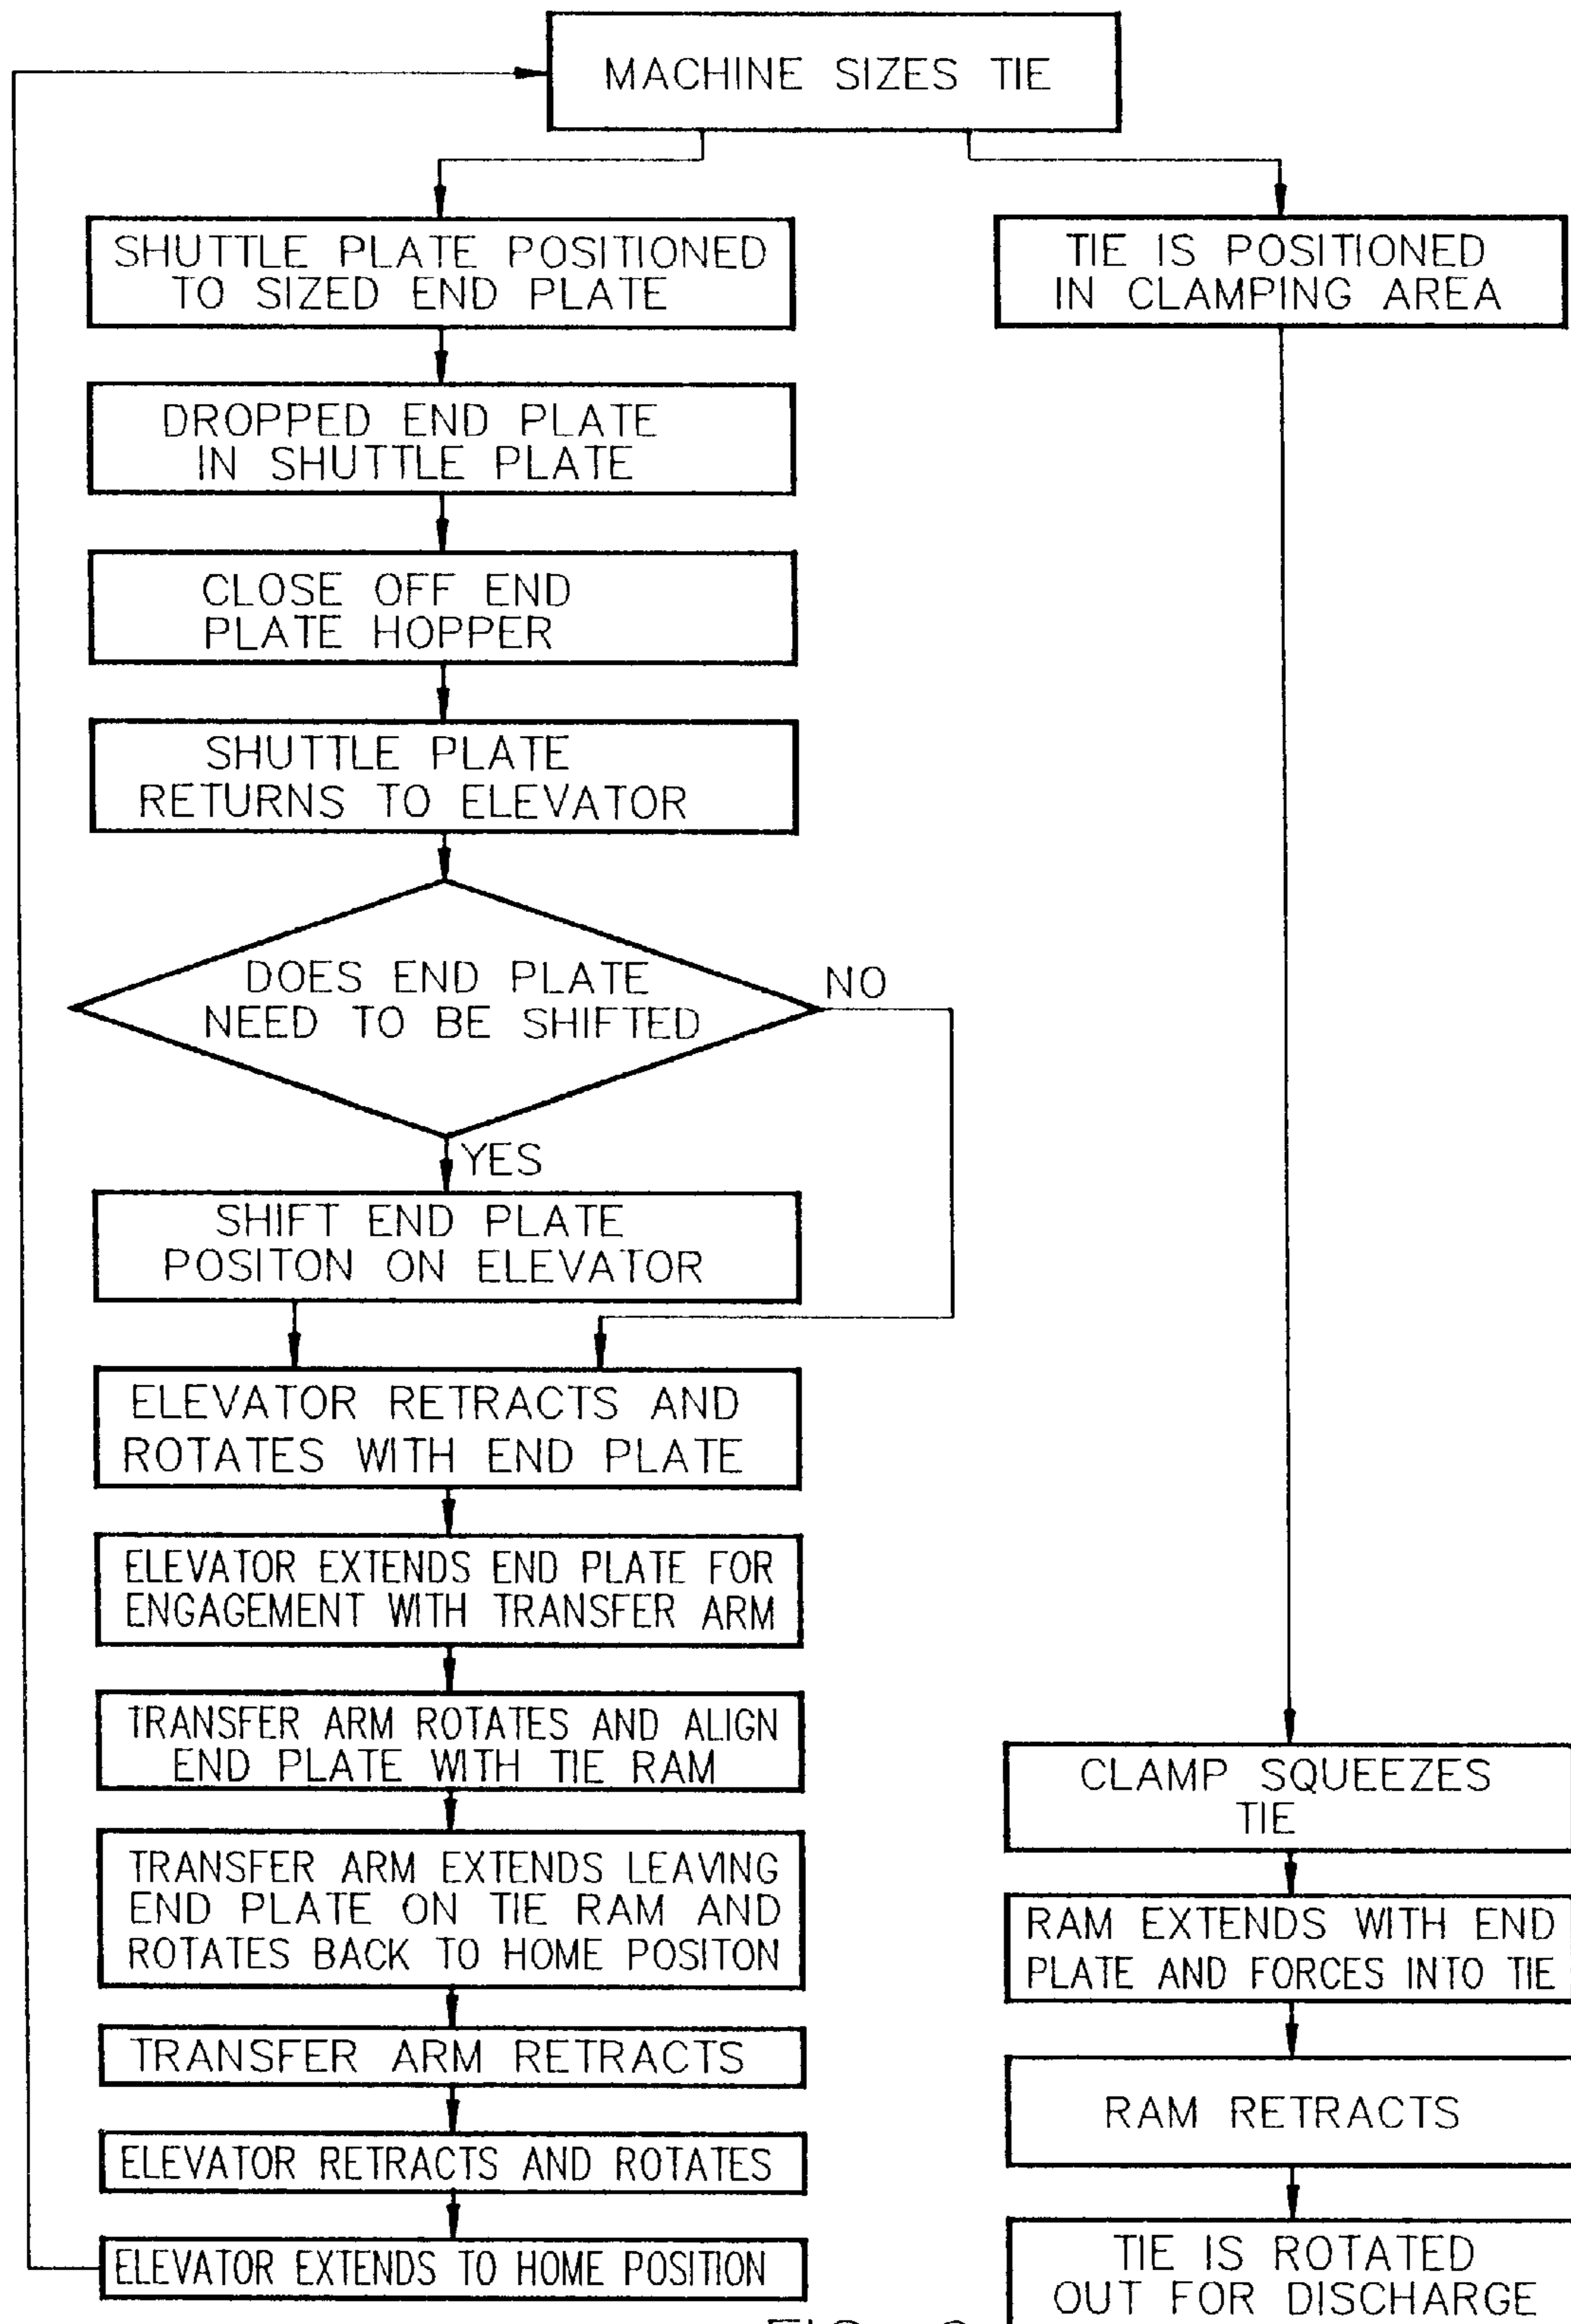 MACHINE SIZES TIE
SHUTTLE PLATE POSITIONED
TO SIZED END PLATE
DROPPED END PLATE
IN SHUTTLE PLATE
CLOSE OFF END
PLATE HOPPER
SHUTTLE PLATE
RETURNS TO ELEVATOR
DOES END PLATE
NEED TO BE SHIFTED
NO
YES
SHIFT END PLATE
POSITON ON ELEVATOR
ELEVATOR RETRACTS AND
ROTATES WITH END PLATE
ELEVATOR EXTENDS END PLATE FOR
ENGAGEMENT WITH TRANSFER ARM
TRANSFER ARM ROTATES AND ALIGN
END PLATE WITH TIE RAM
TRANSFER ARM EXTENDS LEAVING
END PLATE ON TIE RAM AND
ROTATES BACK TO HOME POSITON
TRANSFER ARM RETRACTS
ELEVATOR RETRACTS AND ROTATES
ELEVATOR EXTENDS TO HOME POSITION
TIE IS POSITIONED
IN CLAMPING AREA
CLAMP SQUEEZES
TIE
RAM EXTENDS WITH END
PLATE AND FORCES INTO TIE
RAM RETRACTS
TIE IS ROTATED
OUT FOR DISCHARGE